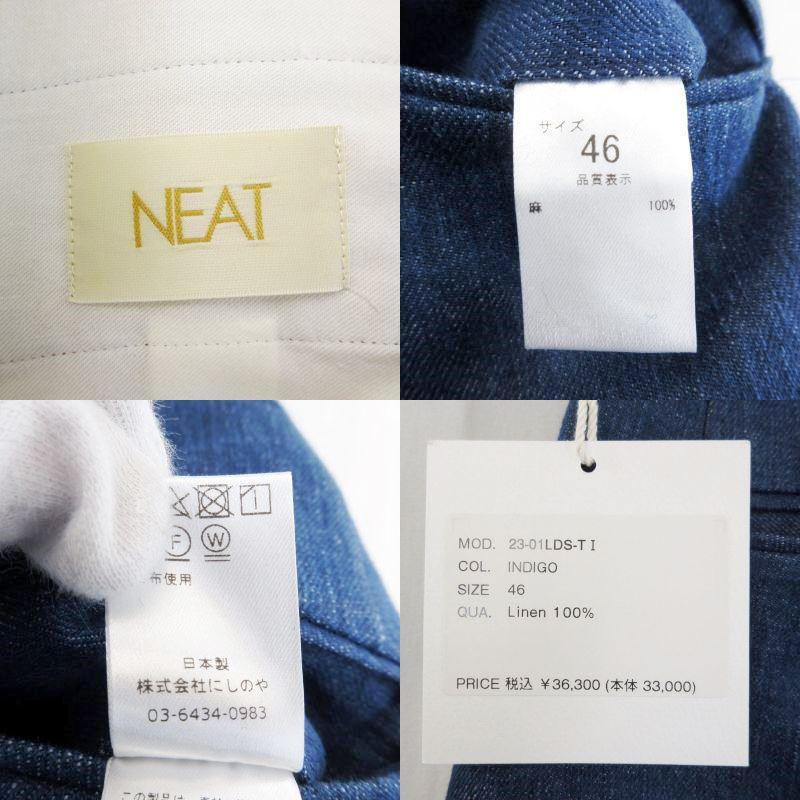 NEAT
サイズ
46
品質表示
麻 100%
F W
布使用
日本製
株式会社にしのや
03-6434-0983
MOD. 23-01LDS-T I
COL. INDIGO
SIZE 46
QUA. Linen 100%
PRICE 税込 ¥36,300 (本体 33,000)